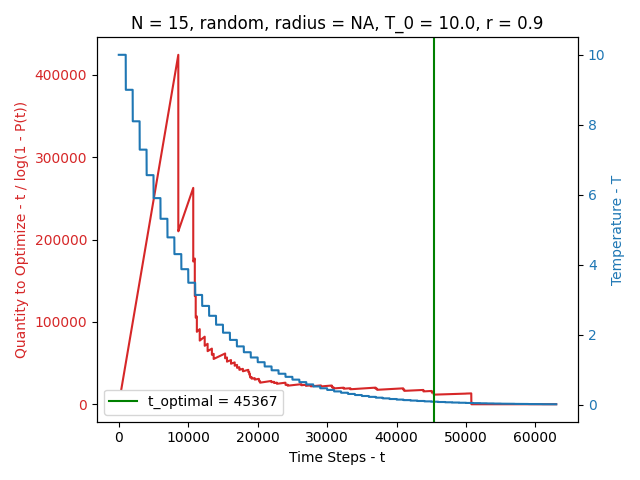 N = 15, random, radius = NA, T_0 = 10.0, r = 0.9
Quantity to Optimize - t / log(1 - P(t))
400000
300000
200000
100000
0
10
8
6
4
2
0
Temperature - T
t_optimal = 45367
0 10000 20000 30000 40000 50000 60000
Time Steps - t